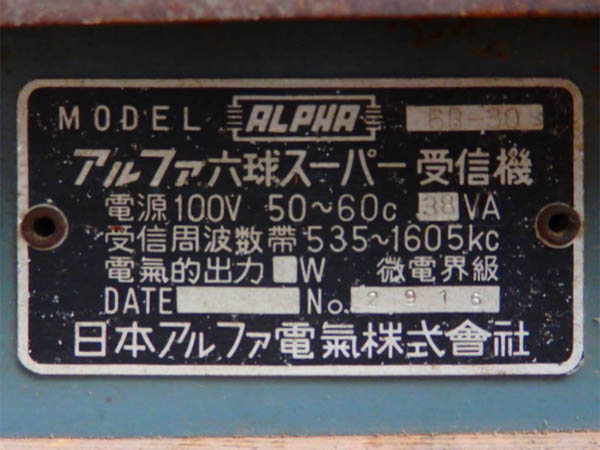 MODEL ALPHA 6B-30
アルファ六球スーパー受信機
電源100V 50~60c 38VA
受信周波数帯535~1605kc
電氣的出力 W 微電界級
DATE No. 2916
日本アルファ電氣株式會社